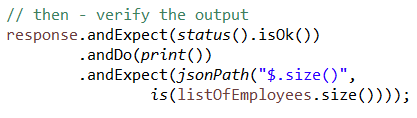 // then - verify the output
response.andExpect(status().isOk())
        .andDo(print())
        .andExpect(jsonPath("$.size()",
                is(listOfEmployees.size())));